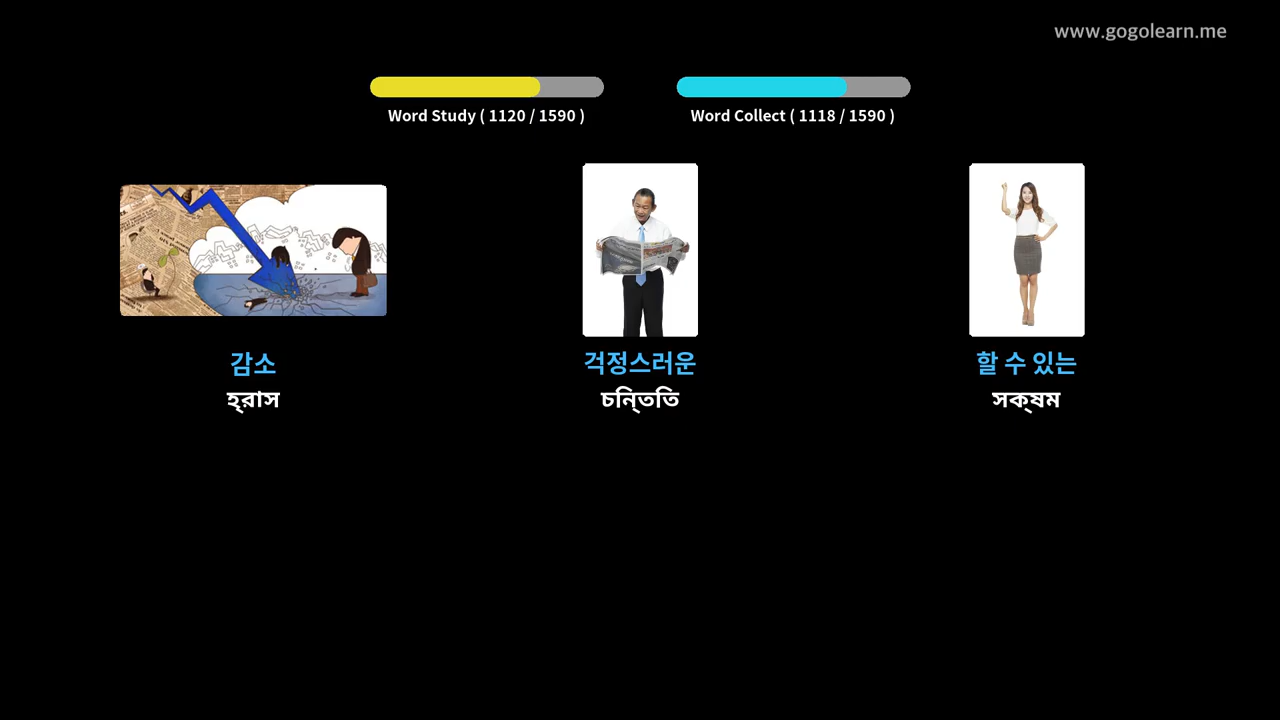 www.gogolearn.me
Word Study ( 1120 / 1590 )
Word Collect ( 1118 / 1590 )
감소
걱정스러운
할 수 있는
হ্রাস
চিন্তিত
সক্ষম